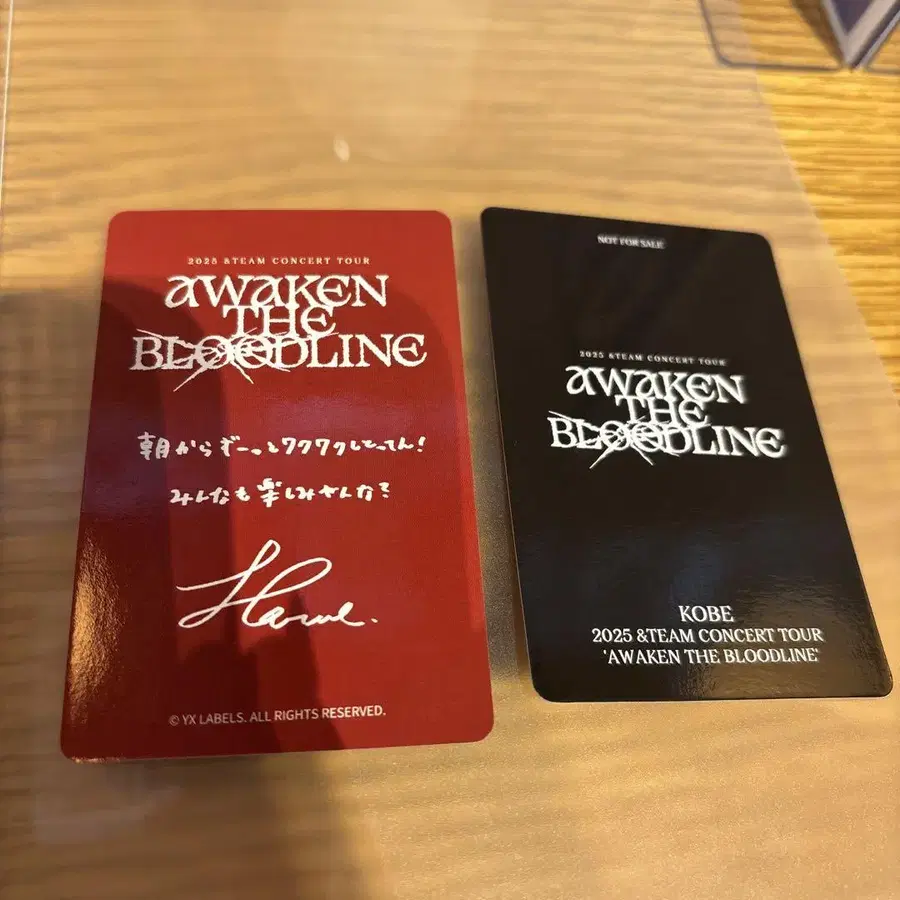 2025 &TEAM CONCERT TOUR
AWAKEN
THE
BLOODLINE
朝からずーっとワクワクしとってん!
みんなも楽しみやんな?
© YX LABELS. ALL RIGHTS RESERVED.
NOT FOR SALE
2025 &TEAM CONCERT TOUR
AWAKEN
THE
BLOODLINE
KOBE
2025 &TEAM CONCERT TOUR
'AWAKEN THE BLOODLINE'